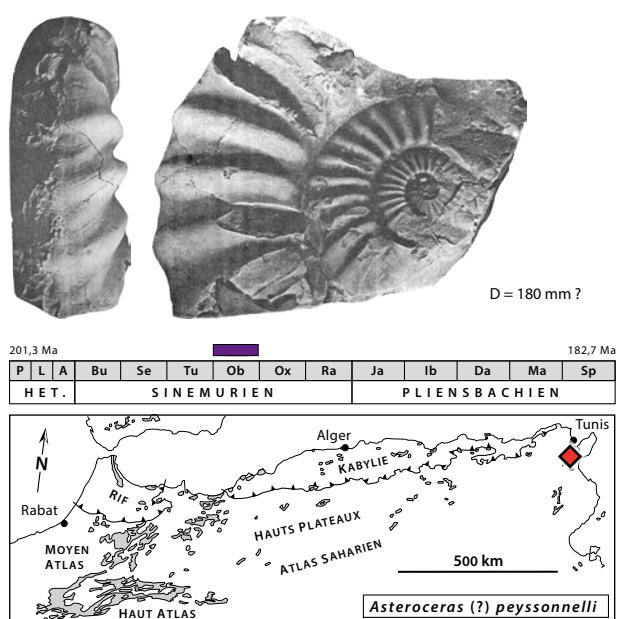 D = 180 mm ?
201,3 Ma
182,7 Ma
P L A Bu Se Tu Ob Ox Ra Ja Ib Da Ma Sp
HET. SINEMURIEN PLIENSBACHIEN
Tunis
Alger
N
KABYLIE
RIF
Rabat
HAUTS PLATEAUX
MOYEN
ATLAS
ATLAS SAHARIEN
500 km
HAUT ATLAS
Asteroceras (?) peyssonnelli